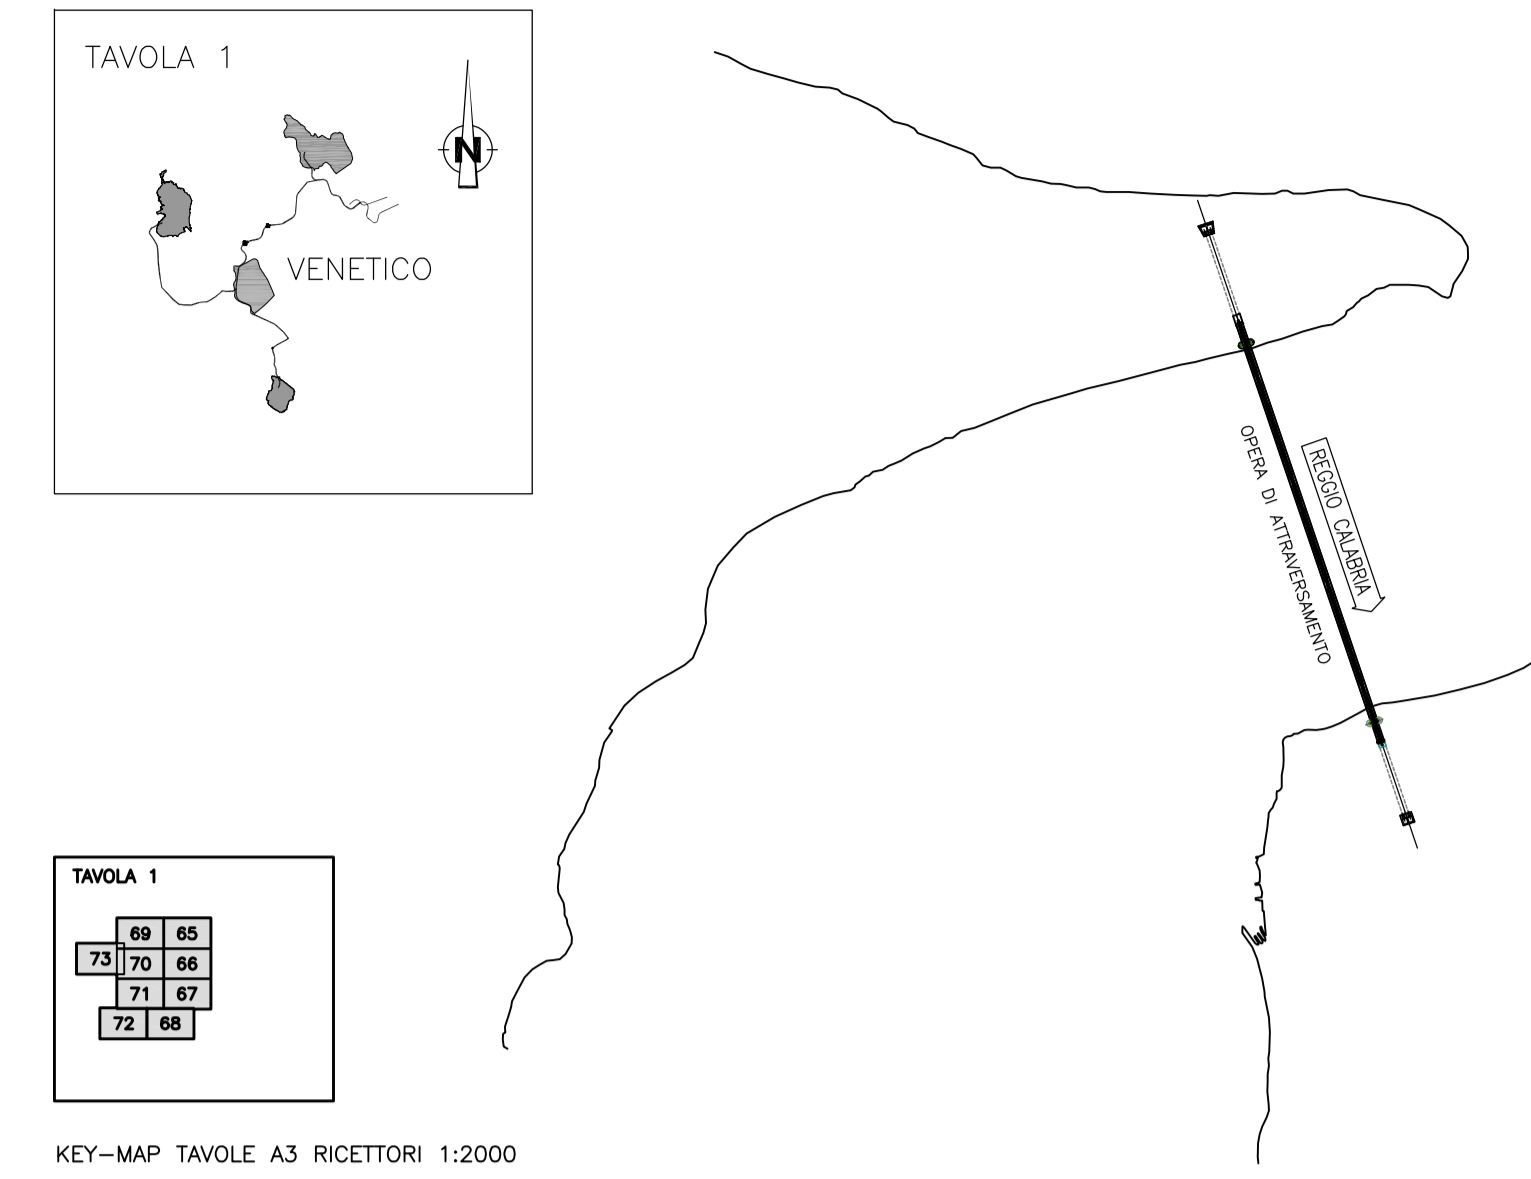 TAVOLA 1
N
VENETICO
OPERA DI ATTRAVERSAMENTO
REGGIO CALABRIA
TAVOLA 1
69 65
73 70 66
71 67
72 68
KEY-MAP TAVOLE A3 RICETTORI 1:2000